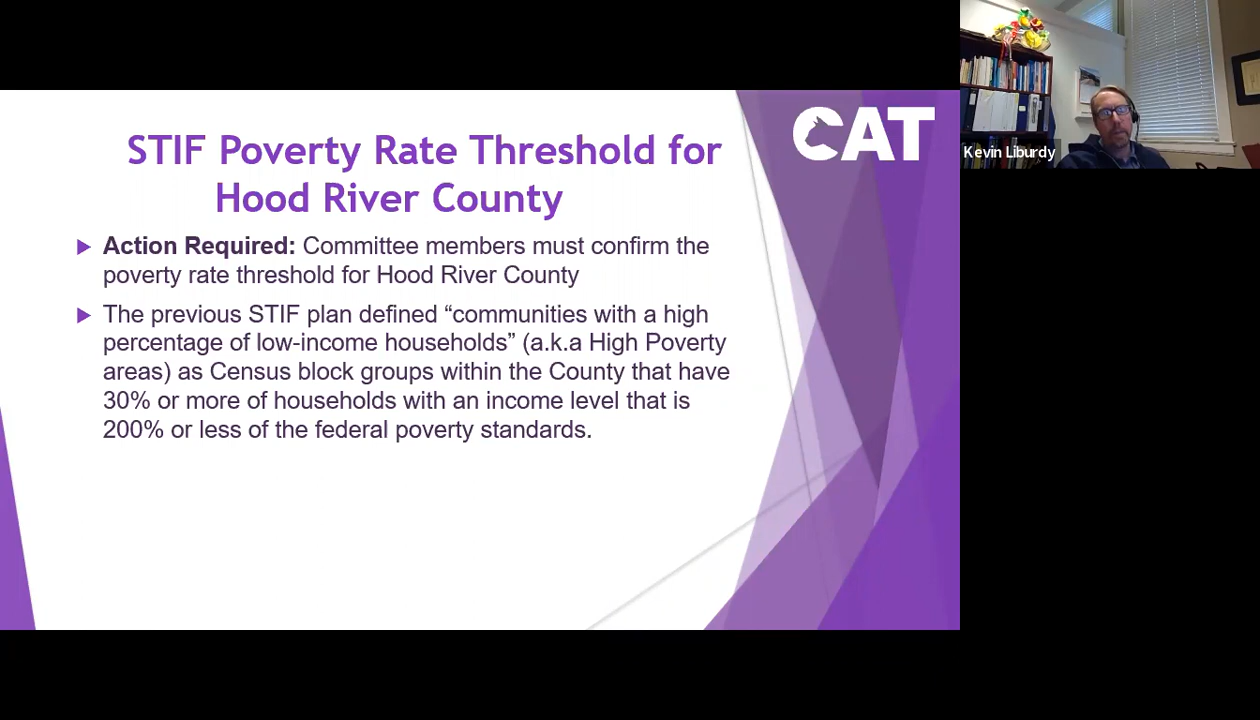 CAT
STIF Poverty Rate Threshold for
Hood River County
Action Required: Committee members must confirm the
poverty rate threshold for Hood River County
The previous STIF plan defined “communities with a high
percentage of low-income households” (a.k.a High Poverty
areas) as Census block groups within the County that have
30% or more of households with an income level that is
200% or less of the federal poverty standards.
Kevin Liburdy